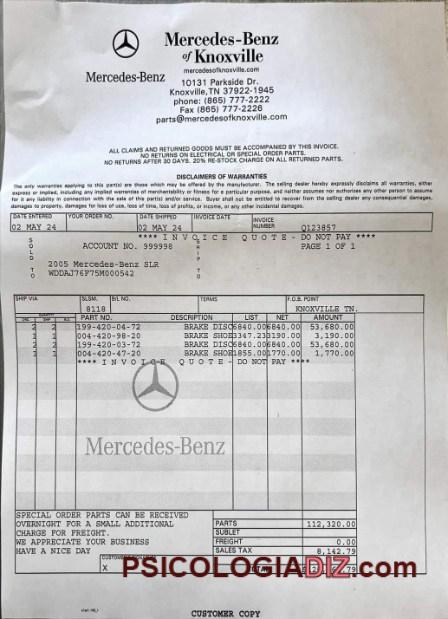 Mercedes-Benz
of Knoxville
mercedesofknoxville.com
Mercedes-Benz
10131 Parkside Dr.
Knoxville,TN 37922-1945
phone: (865) 777-2222
Fax (865) 777-2226
parts@mercedesofknoxville.com
ALL CLAIMS AND RETURNED GOODS MUST BE ACCOMPANIED BY THIS INVOICE.
NO RETURNS ON ELECTRICAL OR SPECIAL ORDER PARTS.
NO RETURNS AFTER 30 DAYS. 20% RE-STOCK CHARGE ON ALL RETURNED PARTS.
DISCLAIMERS OF WARRANTIES
The only warranties applying to this part(s) are those which may be offered by the manufacturer. The selling dealer hereby expressly disclaims all warranties, either
express or implied, including any implied warranties of merchantability or fitness for a particular purpose, and neither assumes nor authorizes any other person to assume
for it any liability in connection with the sale of this part(s) and/or service. Buyer shall not be entitled to recover from the selling dealer any consequential damages,
damages to property, damages for loss of use, loss of time, loss of profits, or income, or any other incidental damages.
DATE ENTERED YOUR ORDER NO. DATE SHIPPED INVOICE DATE INVOICE NUMBER
02 MAY 24 02 MAY 24 Q123857
**** I N V O I C E Q U O T E - DO NOT PAY ****
SOLD TO ACCOUNT NO. 999998 SHIP TO PAGE 1 OF 1
2005 Mercedes-Benz SLR
WDDAJ76F75M000542
SHIP VIA SLSM. B/L NO. TERMS F.O.B. POINT
8118 KNOXVILLE TN.
QUANTITY PART NO. DESCRIPTION LIST NET AMOUNT
2 2 199-420-04-72 BRAKE DISC 53,680.00
1 1 004-420-98-20 BRAKE SHOE 3347.23 3190.00 3,190.00
2 2 199-420-03-72 BRAKE DISC 53,680.00
1 1 004-420-47-20 BRAKE SHOE 1855.00 1,770.00
**** I N V O I C E Q U O T E - DO NOT PAY ****
Mercedes-Benz
SPECIAL ORDER PARTS CAN BE RECEIVED
OVERNIGHT FOR A SMALL ADDITIONAL
CHARGE FOR FREIGHT.
WE APPRECIATE YOUR BUSINESS
HAVE A NICE DAY
PARTS 112,320.00
SUBLET
FREIGHT 0.00
SALES TAX 8,142.79
X
PSICOLOGIADIZ.com
CUSTOMER COPY